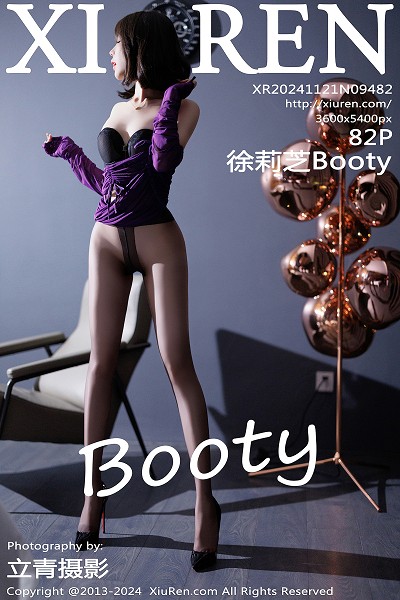 XIUREN
XR20241121N09482
http://xiuren.com/
3600x5400px
82P
徐莉芝Booty
Booty
Photography by:
立青摄影
Copyright @2013-2024 XiuRen.com All Rights Reserved